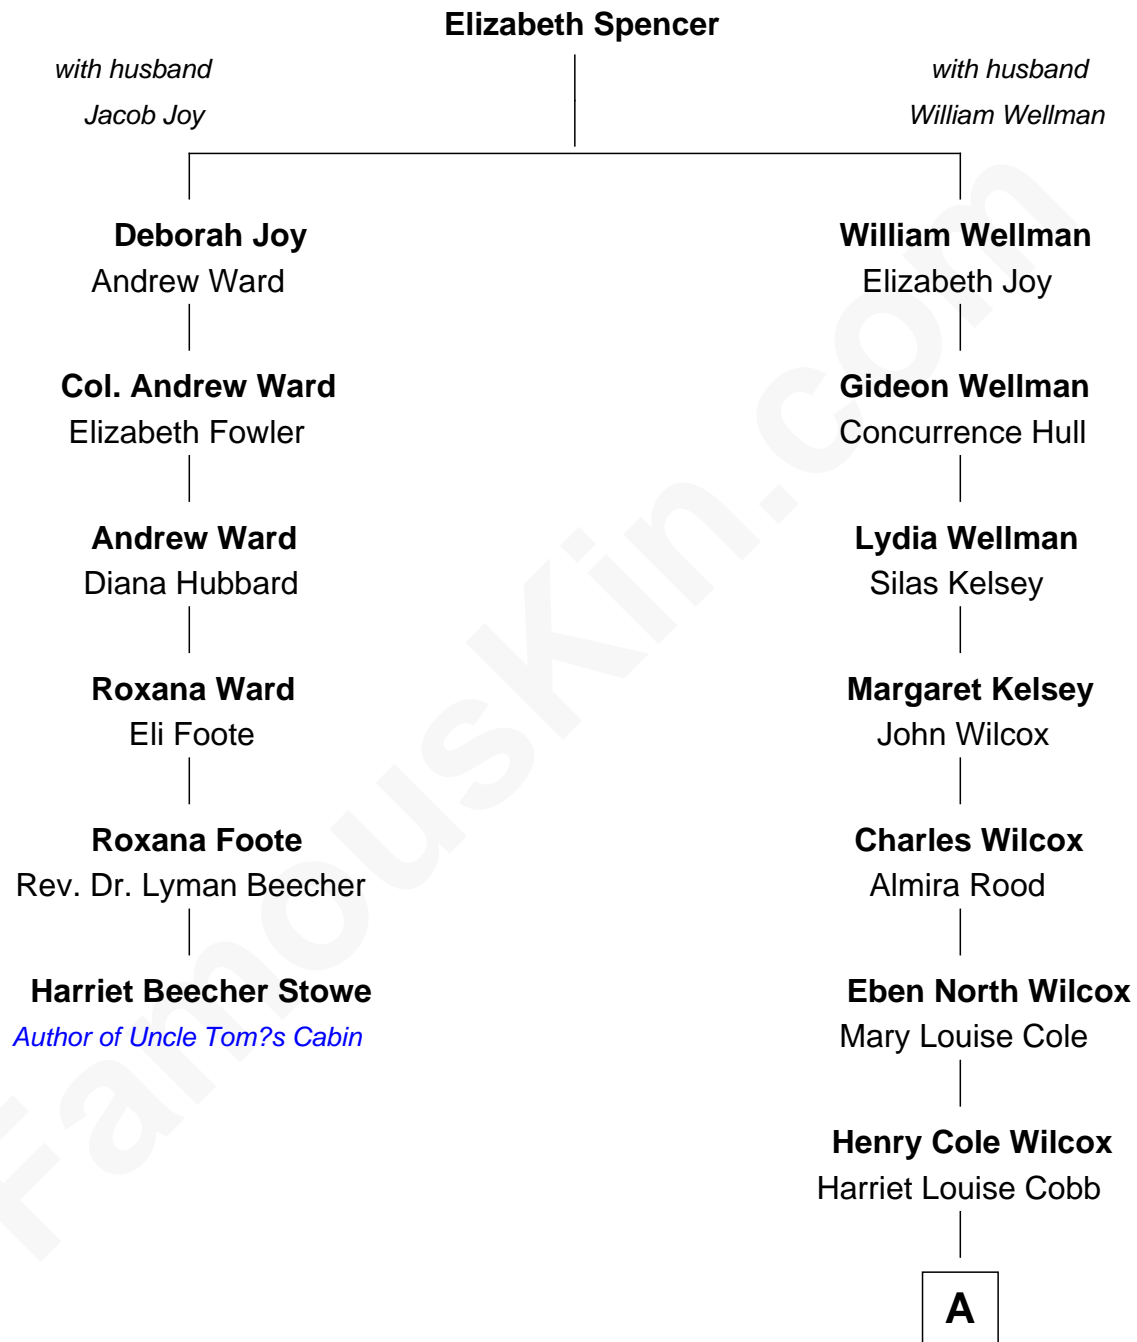 Elizabeth Spencer
with husband
Jacob Joy
with husband
William Wellman
Deborah Joy
Andrew Ward
William Wellman
Elizabeth Joy
Col. Andrew Ward
Elizabeth Fowler
Gideon Wellman
Concurrence Hull
Andrew Ward
Diana Hubbard
Lydia Wellman
Silas Kelsey
Roxana Ward
Eli Foote
Margaret Kelsey
John Wilcox
Roxana Foote
Rev. Dr. Lyman Beecher
Charles Wilcox
Almira Rood
Harriet Beecher Stowe
Author of Uncle Tom?s Cabin
Eben North Wilcox
Mary Louise Cole
Henry Cole Wilcox
Harriet Louise Cobb
A
FamousKin.com